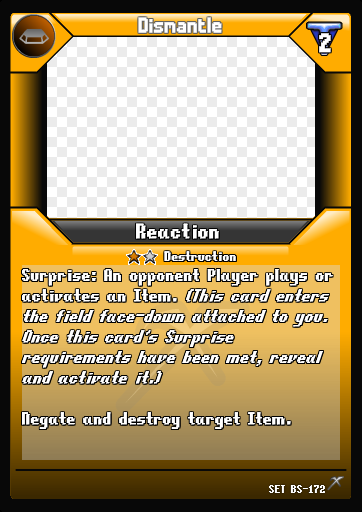 Dismantle
2
Reaction
Destruction
Surprise: An opponent Player plays or
activates an Item. (This card enters
the field face-down attached to you.
Once this card's Surprise
requirements have been met, reveal
and activate it.)
Negate and destroy target Item.
SET BS-172